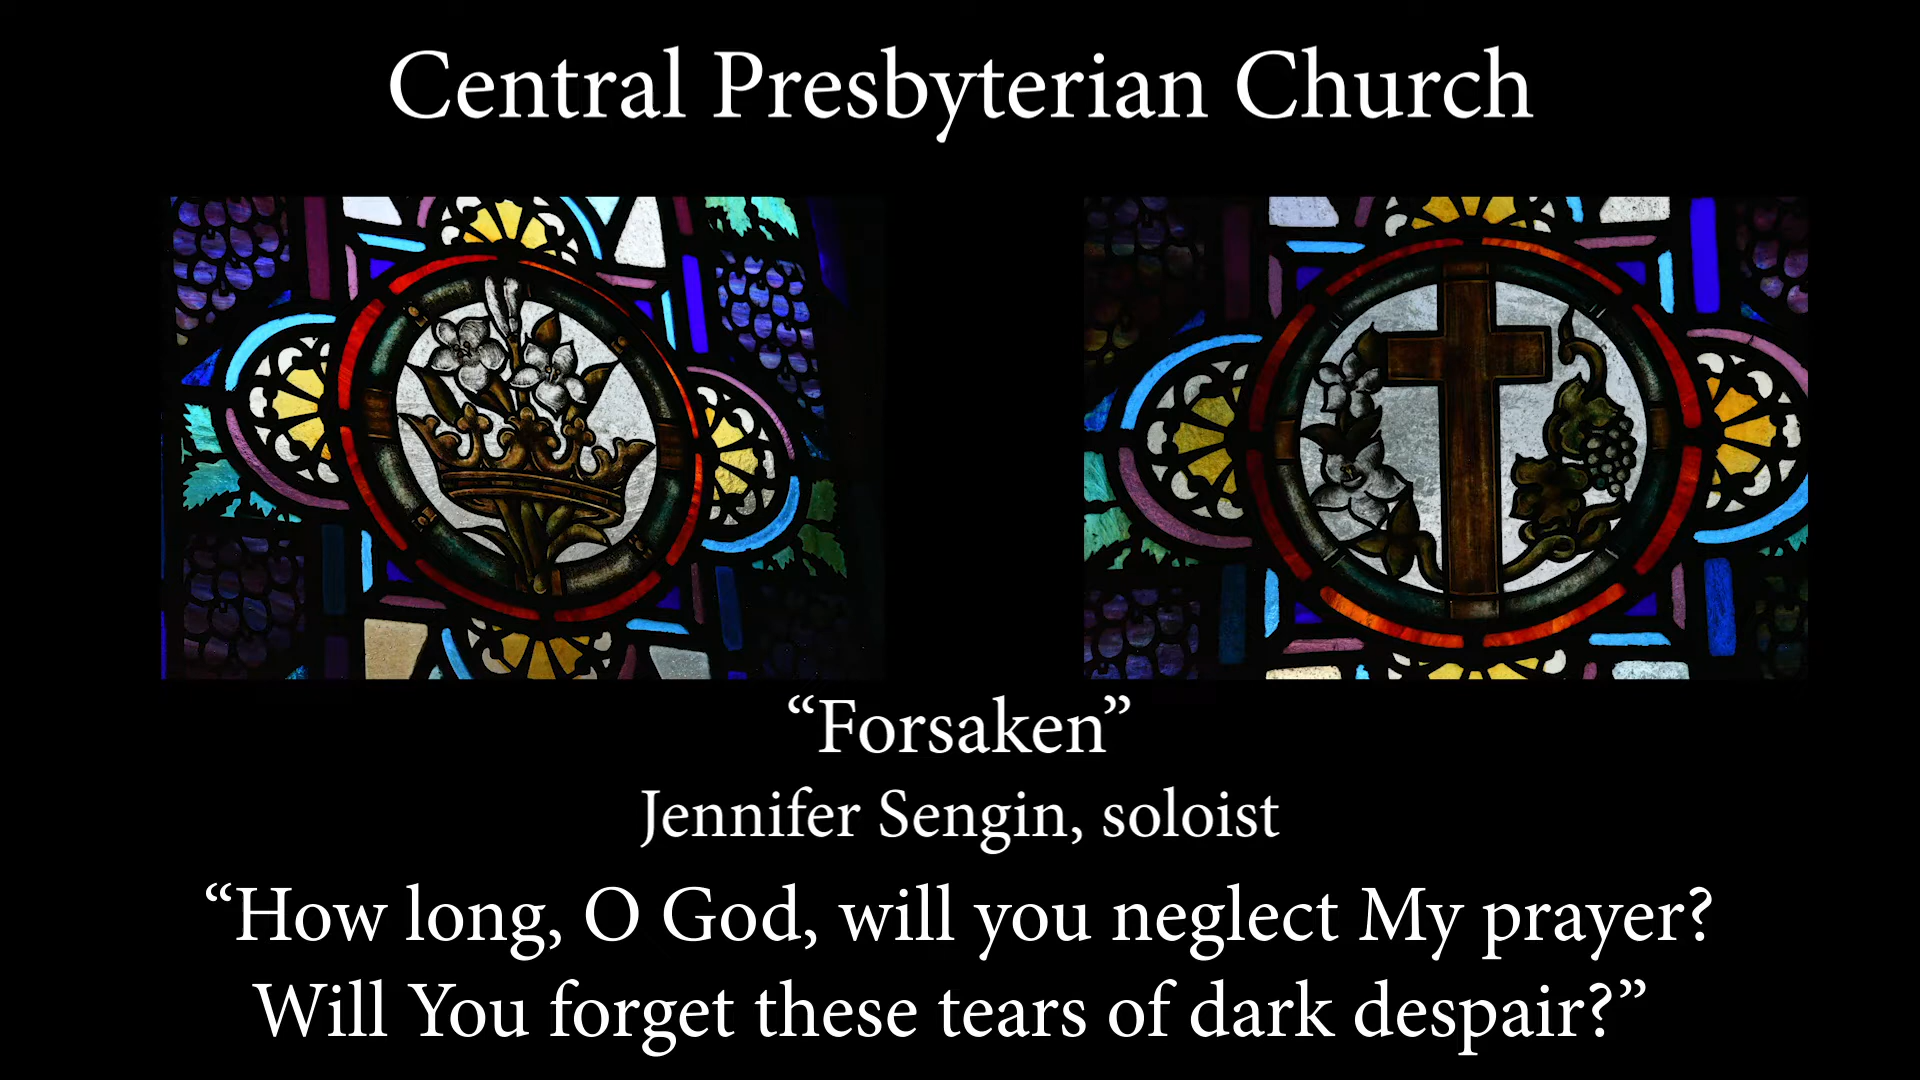 Central Presbyterian Church
“Forsaken”
Jennifer Sengin, soloist
“How long, O God, will you neglect My prayer?
Will You forget these tears of dark despair?”